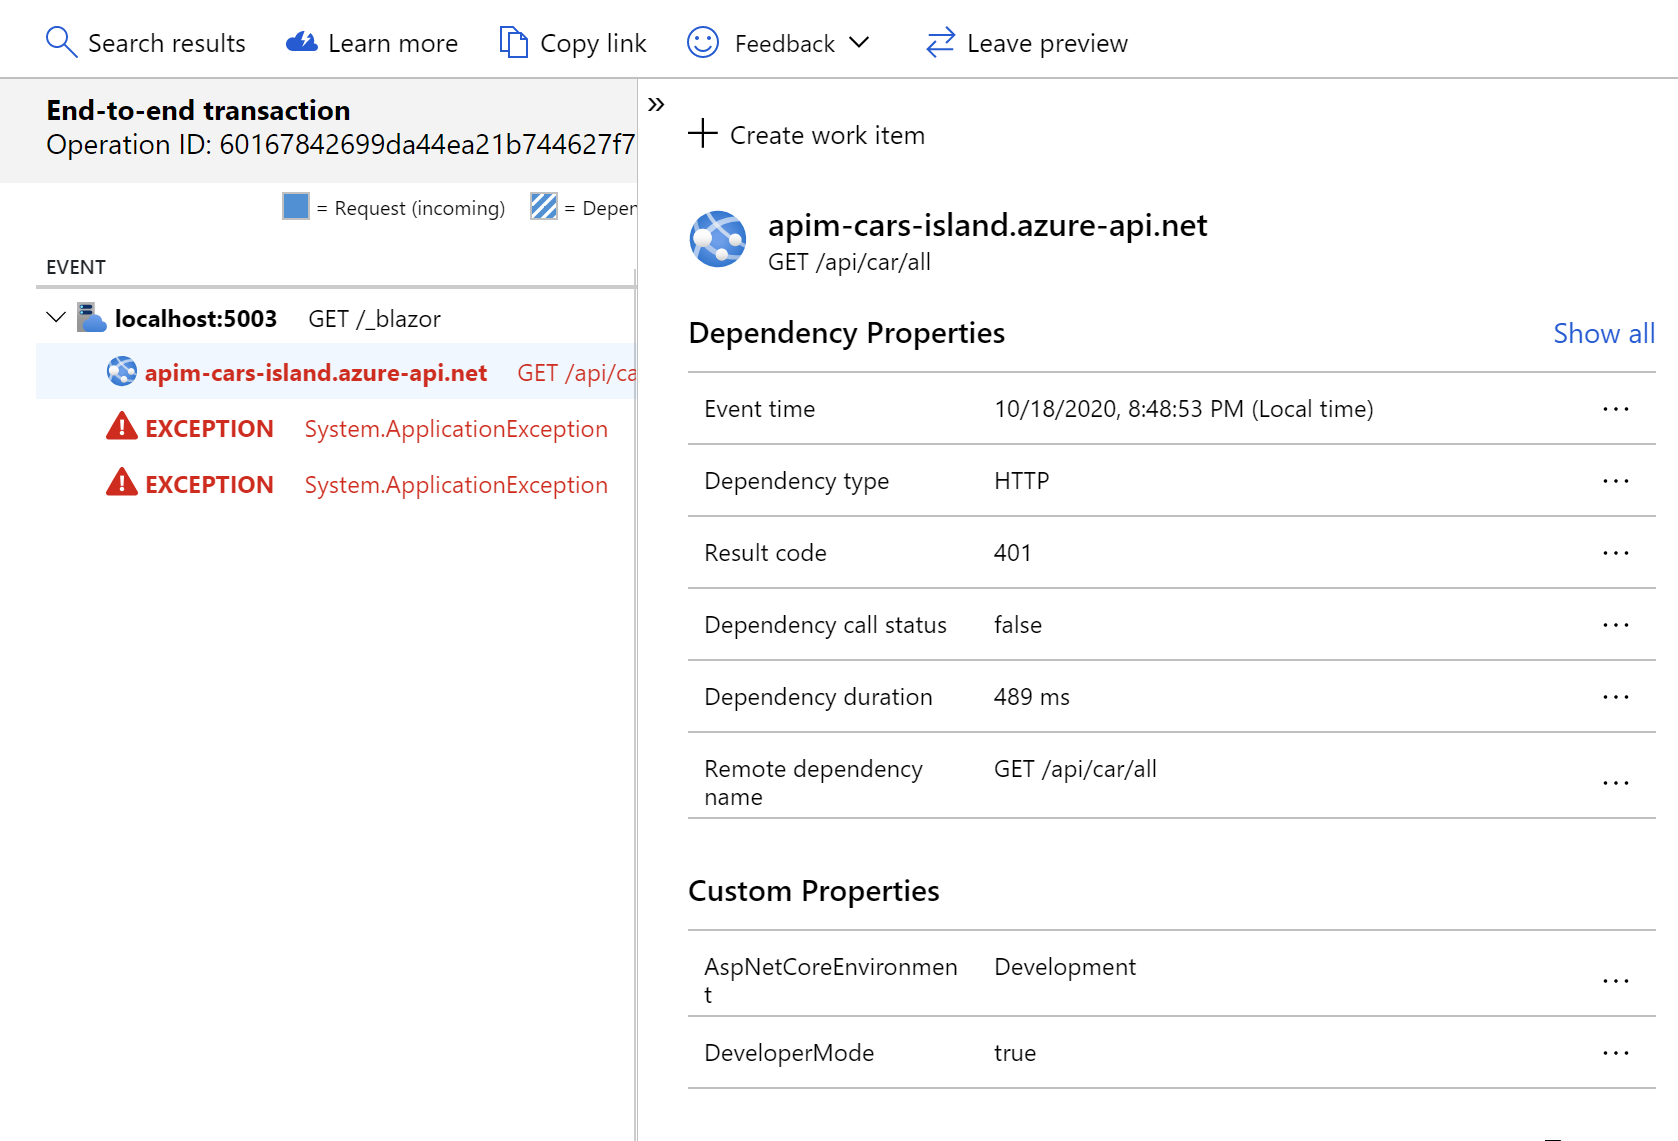 Search results
Learn more
Copy link
Feedback
Leave preview
End-to-end transaction
Operation ID: 60167842699da44ea21b744627f7
= Request (incoming)
= Depen
EVENT
localhost:5003 GET /_blazor
apim-cars-island.azure-api.net GET /api/ca
EXCEPTION System.ApplicationException
EXCEPTION System.ApplicationException
»
Create work item
apim-cars-island.azure-api.net
GET /api/car/all
Dependency Properties
Show all
Event time 10/18/2020, 8:48:53 PM (Local time) ...
Dependency type HTTP ...
Result code 401 ...
Dependency call status false ...
Dependency duration 489 ms ...
Remote dependency
name
GET /api/car/all ...
Custom Properties
AspNetCoreEnvironmen
t
Development ...
DeveloperMode true ...